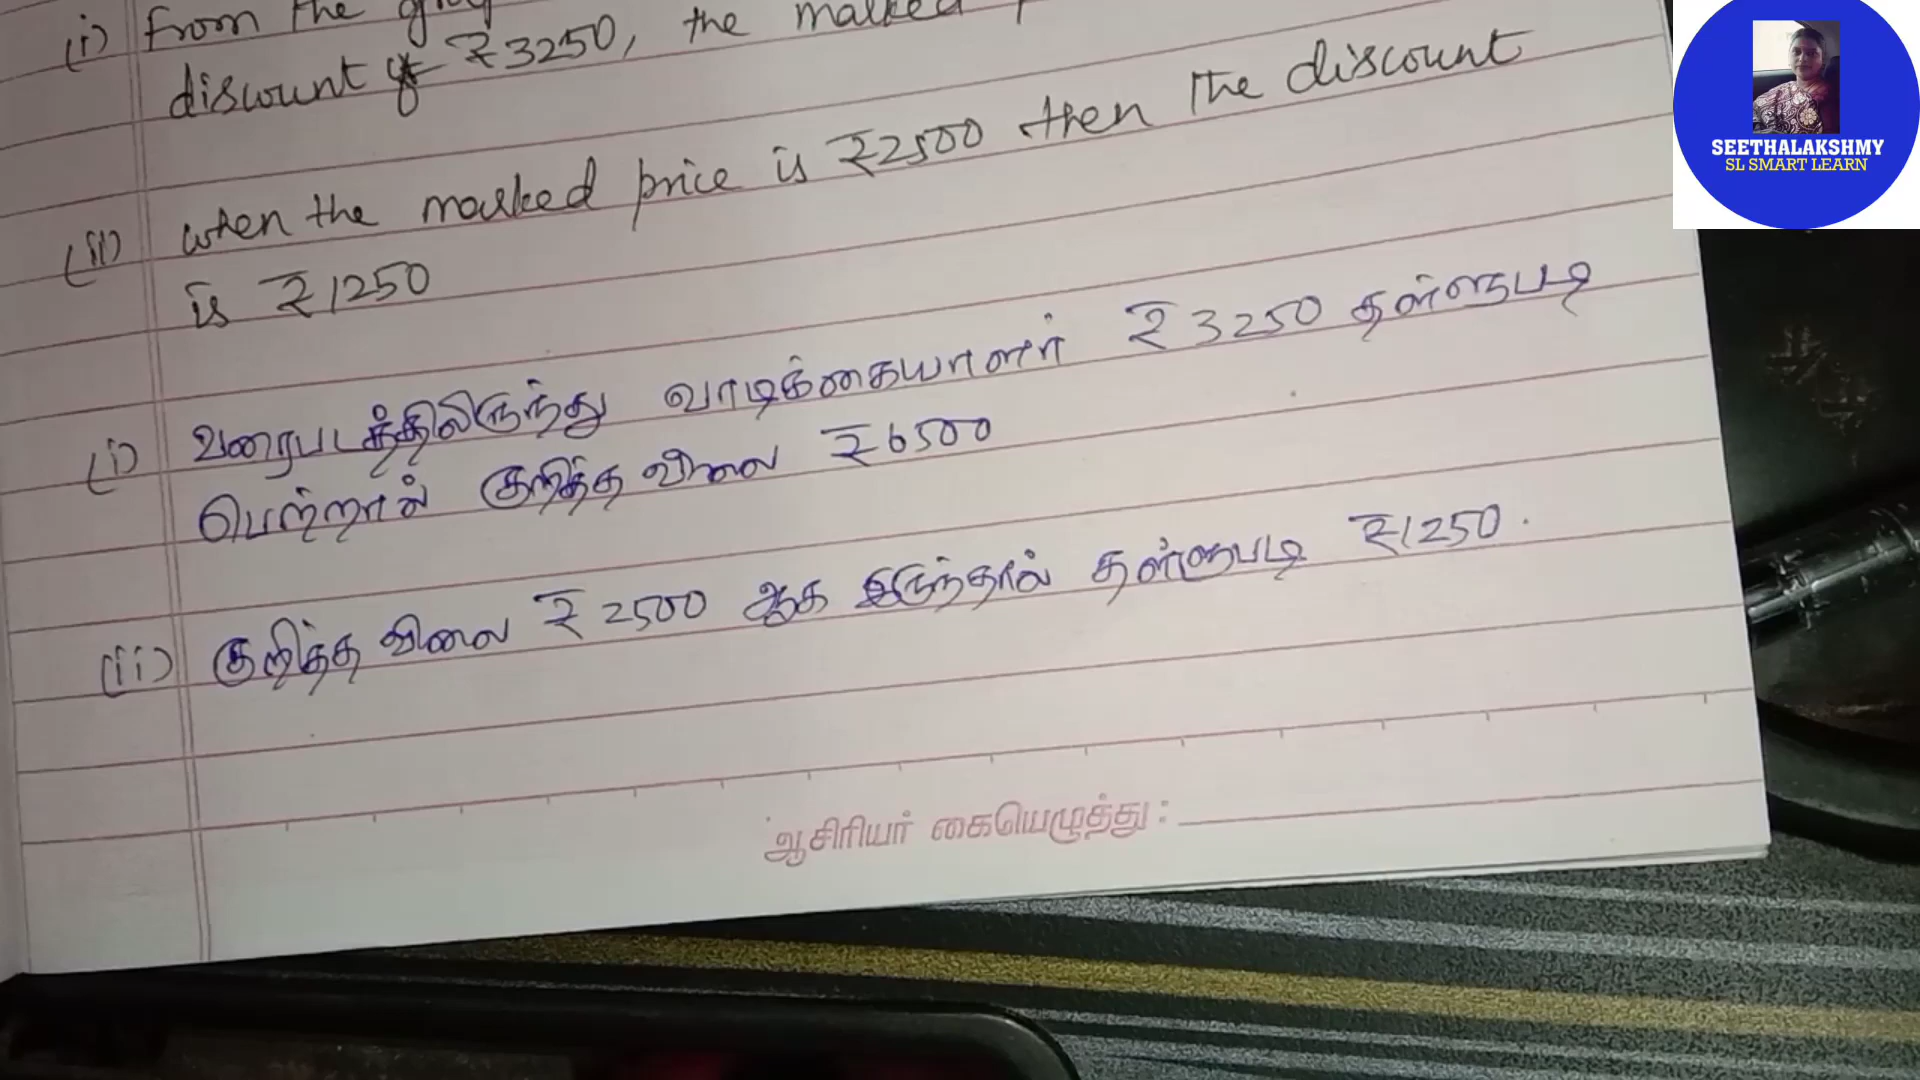 (i) From the
discount of ₹3250, the marked
(ii) when the marked price is ₹2500 then the discount
is ₹1250
(i) வரைபடத்திலிருந்து வாடிக்கையாளர் ₹3250 தள்ளுபடி
பெற்றால் குறித்த விலை ₹6500
(ii) குறித்த விலை ₹2500 ஆக இருந்தால் தள்ளுபடி ₹1250.
ஆசிரியர் கையெழுத்து :
SEETHALAKSHMY
SL SMART LEARN